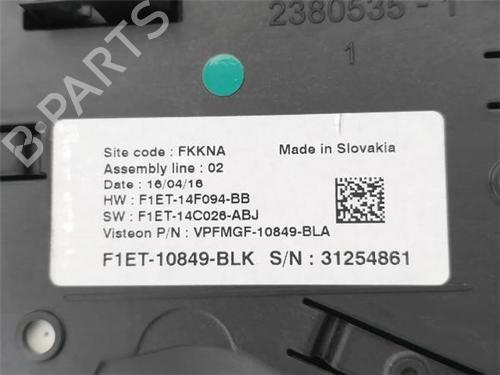 2380535 - 1
1
B-PARTS
Site code : FKKNA Made in Slovakia
Assembly line : 02
Date : 16/04/16
HW : F1ET-14F094-BB
SW : F1ET-14C026-ABJ
Visteon P/N : VPFMGF-10849-BLA
F1ET-10849-BLK S/N : 31254861